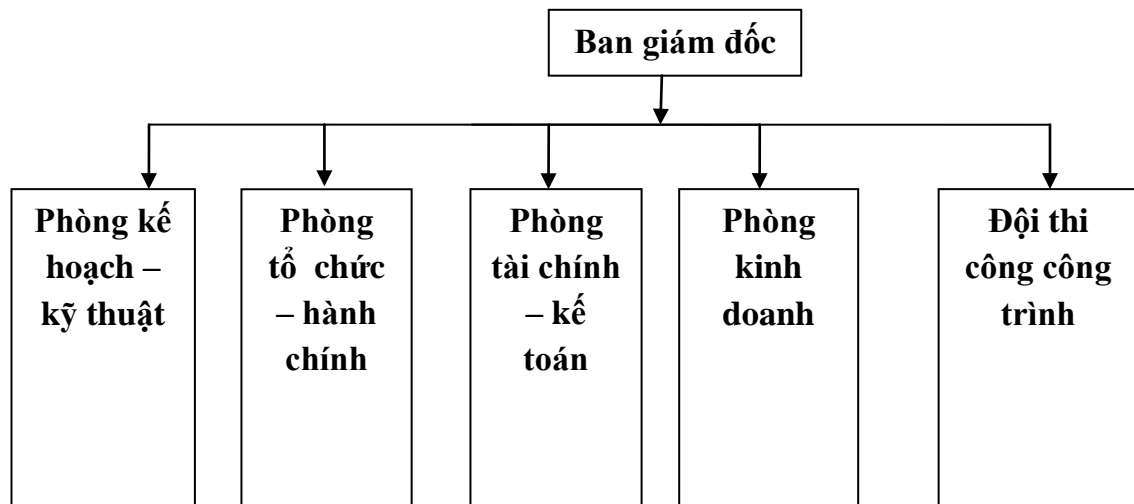 Ban giám đốc
Phòng kế
hoạch –
kỹ thuật
Phòng
tổ chức
– hành
chính
Phòng
tài chính
– kế
toán
Phòng
kinh
doanh
Đội thi
công công
trình